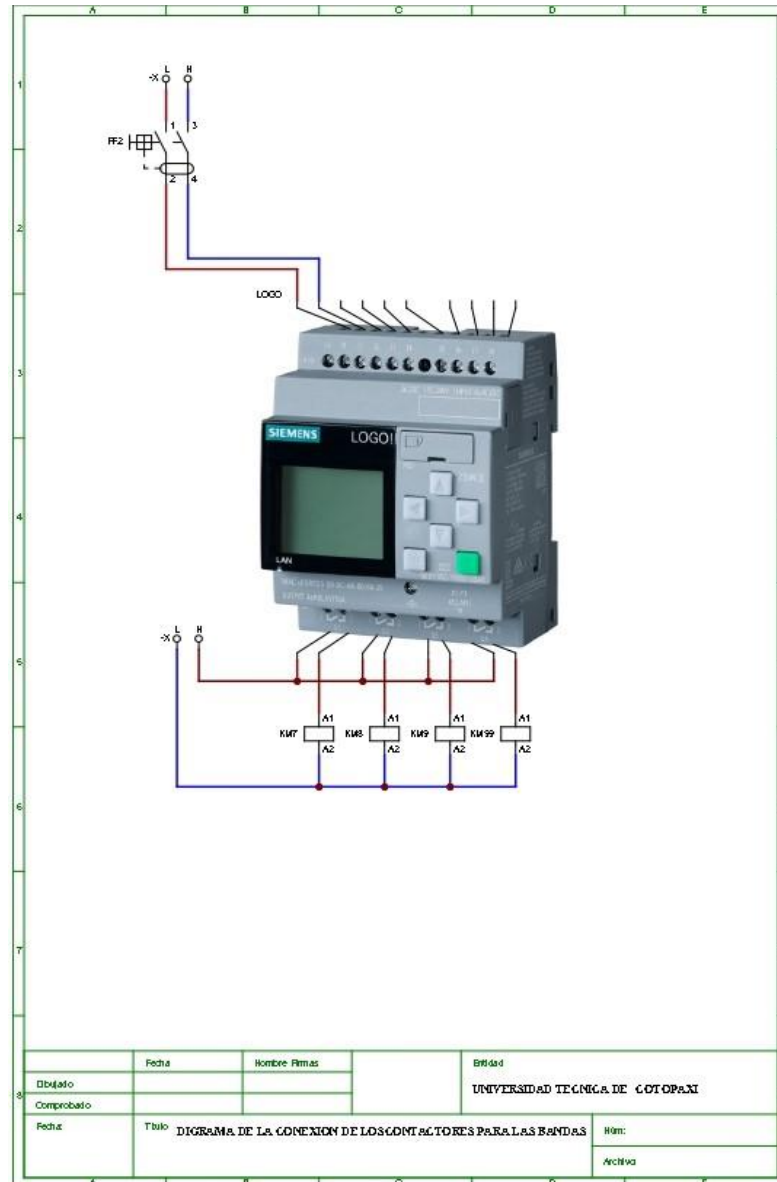 A B C D E
1
L N
-X
1 3
FF2
2 4
2
LOGO
3
SIEMENS LOGO!
4
LAN
L N
-X
5
A1 A1 A1 A1
KM7 KM8 KM9 KM99
A2 A2 A2 A2
6
7
8
Fecha Nombre Firmas Entidad
Dibujado
UNIVERSIDAD TECNICA DE COTOPAXI
Comprobado
Fecha: Título DIGRAMA DE LA CONEXION DE LOS CONTACTORES PARA LAS BANDAS Núm:
Archivo
A B C D E